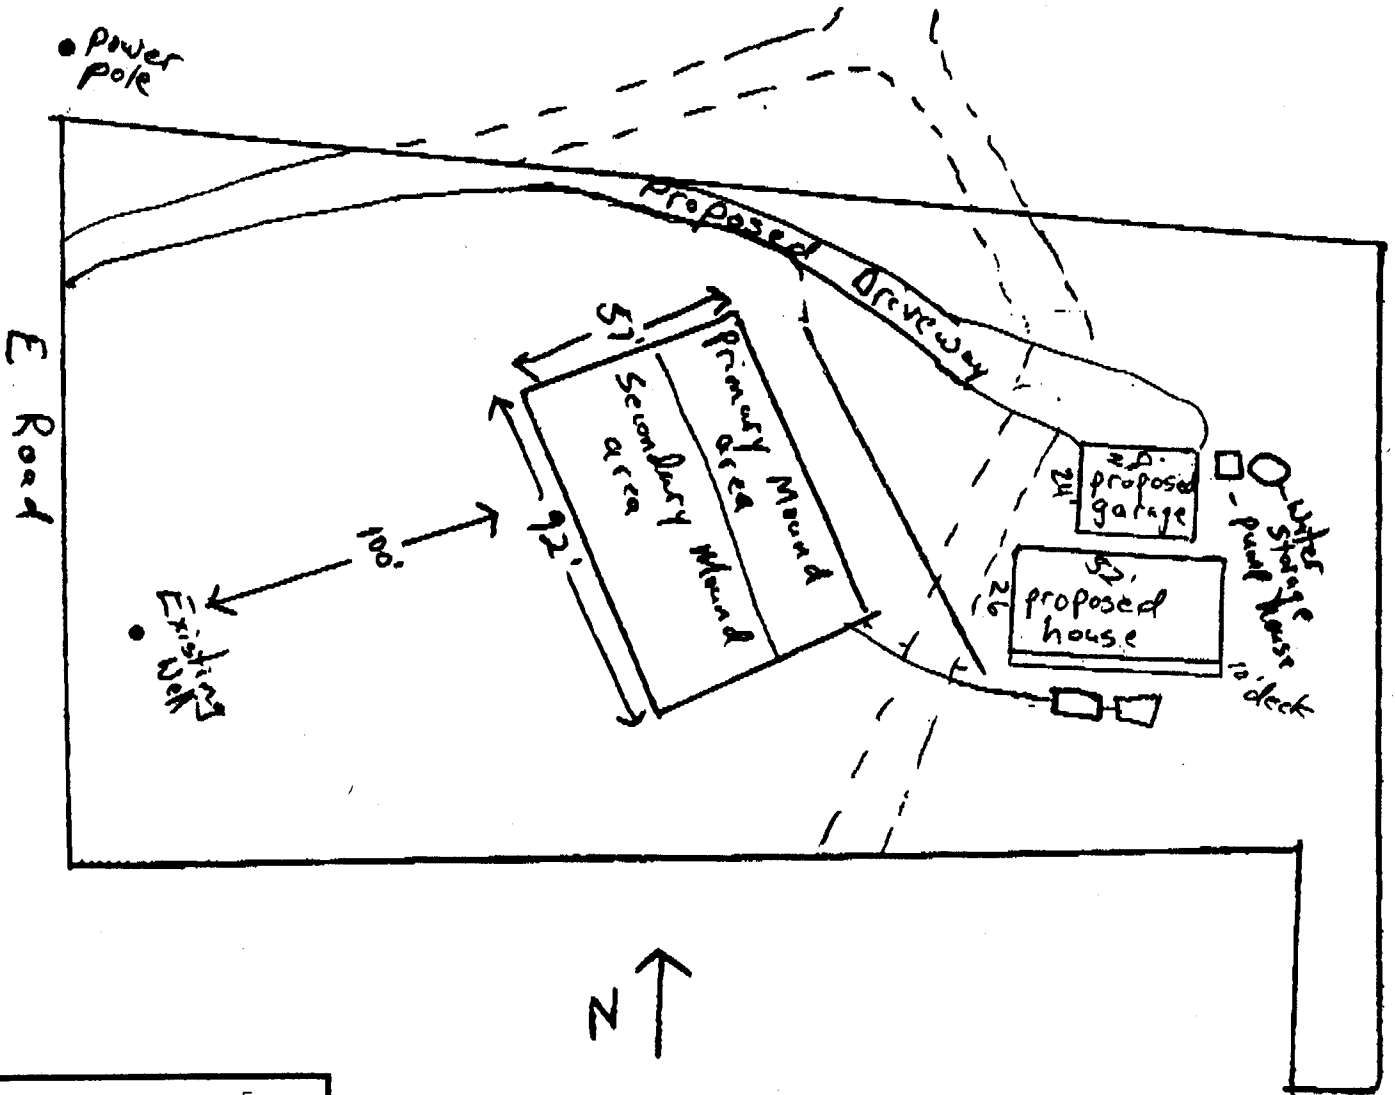 Power
pole
Proposed Driveway
57'
Primary Mound
area
Secondary Mound
area
92'
100'
Existing
Well
E. Road
24'
proposed
garage
52'
26
proposed
house
10'
deck
pump house
Water
Storage
N